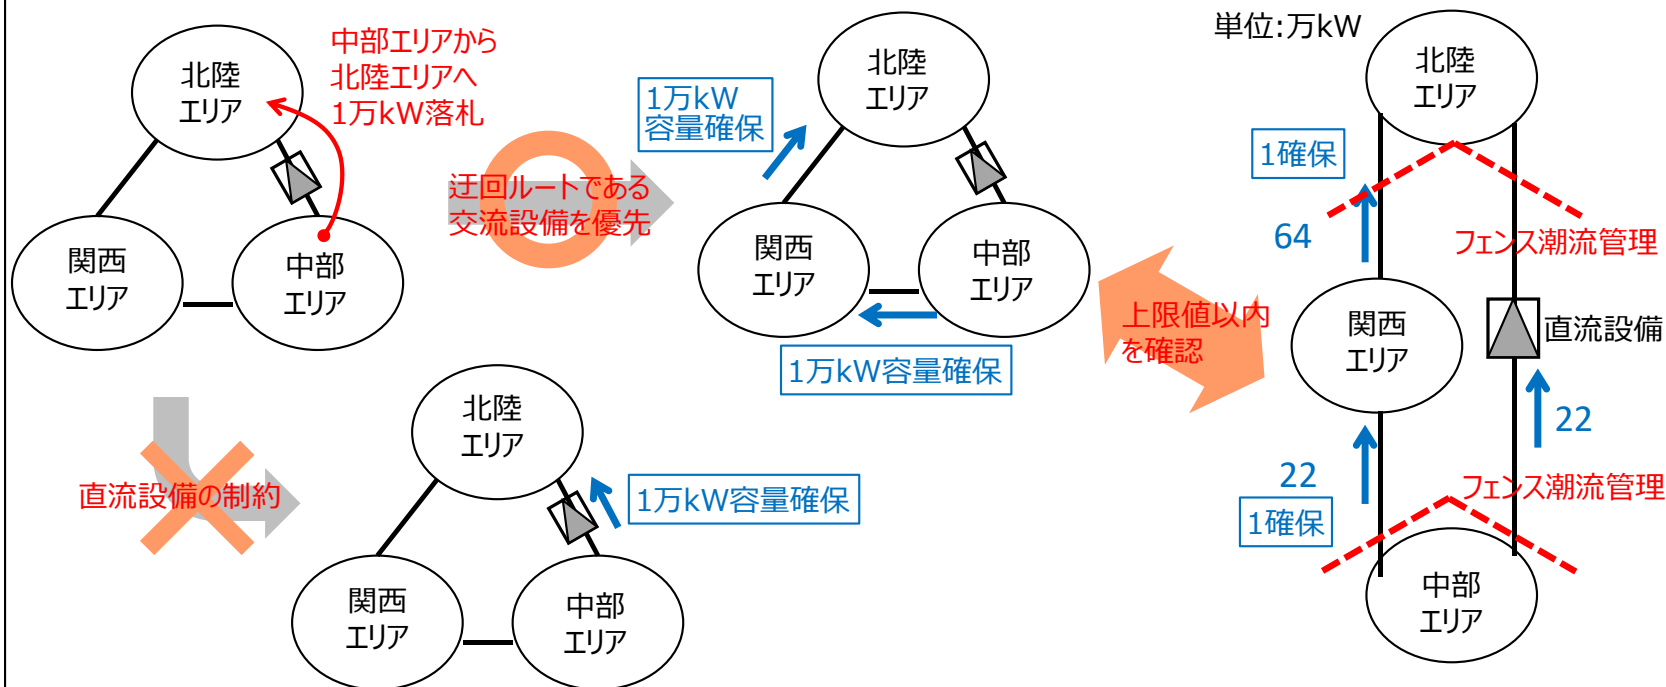 中部エリアから
北陸エリアへ
1万kW落札
北陸
エリア
関西
エリア
中部
エリア
迂回ルートである
交流設備を優先
1万kW
容量確保
北陸
エリア
関西
エリア
中部
エリア
1万kW容量確保
直流設備の制約
北陸
エリア
1万kW容量確保
関西
エリア
中部
エリア
上限値以内
を確認
単位:万kW
北陸
エリア
1確保
64
フェンス潮流管理
関西
エリア
直流設備
22
22
1確保
フェンス潮流管理
中部
エリア